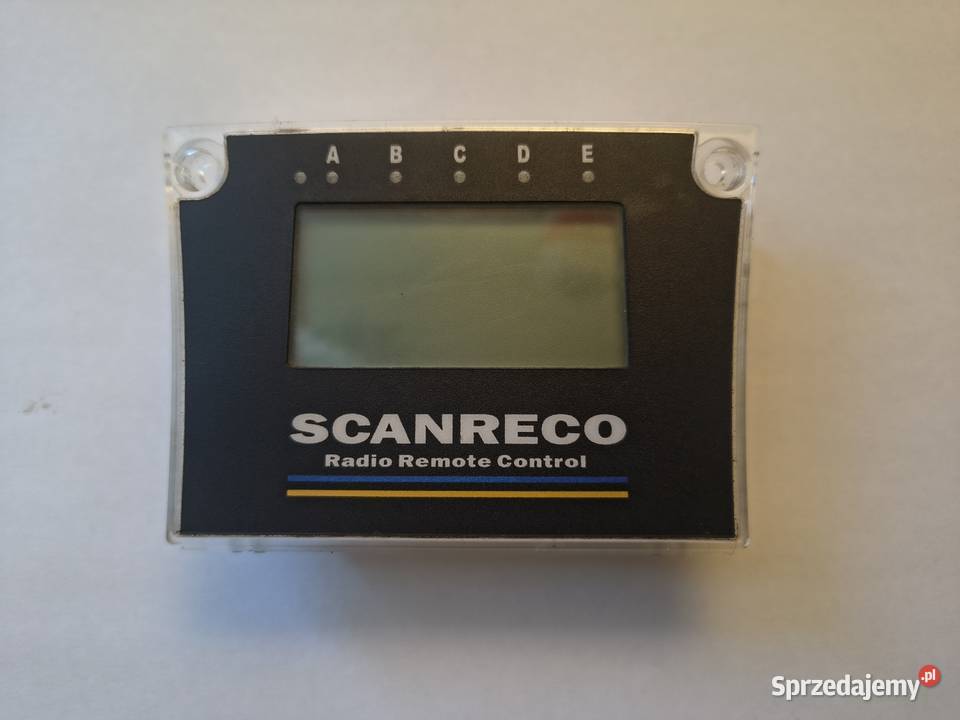 A B C D E
SCANRECO
Radio Remote Control
Sprzedajemy.pl